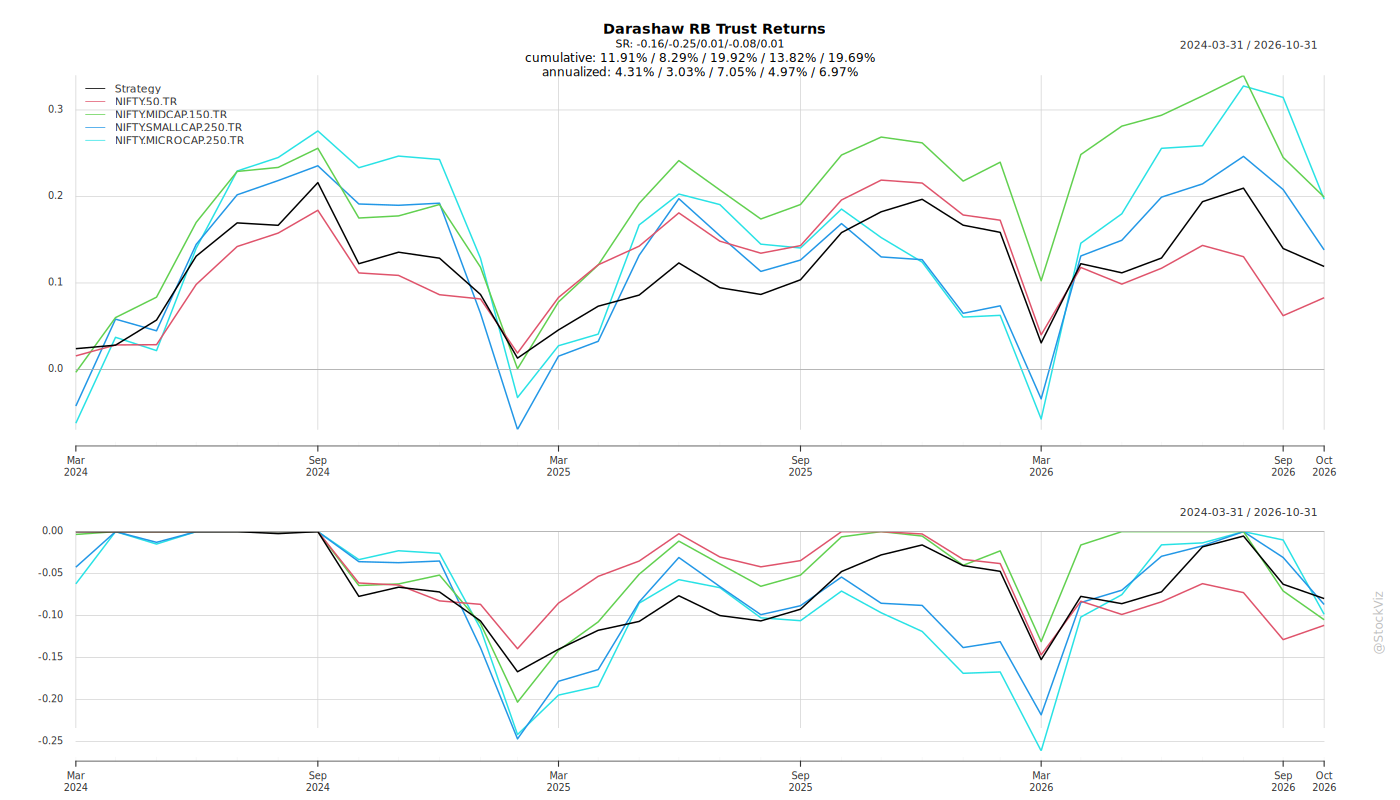 Darashaw RB Trust Returns
SR: -0.16/-0.25/0.01/-0.08/0.01
cumulative: 11.91% / 8.29% / 19.92% / 13.82% / 19.69%
annualized: 4.31% / 3.03% / 7.05% / 4.97% / 6.97%
2024-03-31 / 2026-10-31
Strategy
NIFTY.50.TR
NIFTY.MIDCAP.150.TR
NIFTY.SMALLCAP.250.TR
NIFTY.MICROCAP.250.TR
0.3
0.2
0.1
0.0
Mar 2024
Sep 2024
Mar 2025
Sep 2025
Mar 2026
Sep 2026
Oct 2026
2024-03-31 / 2026-10-31
0.00
-0.05
-0.10
-0.15
-0.20
-0.25
Mar 2024
Sep 2024
Mar 2025
Sep 2025
Mar 2026
Sep 2026
Oct 2026
@StockViz